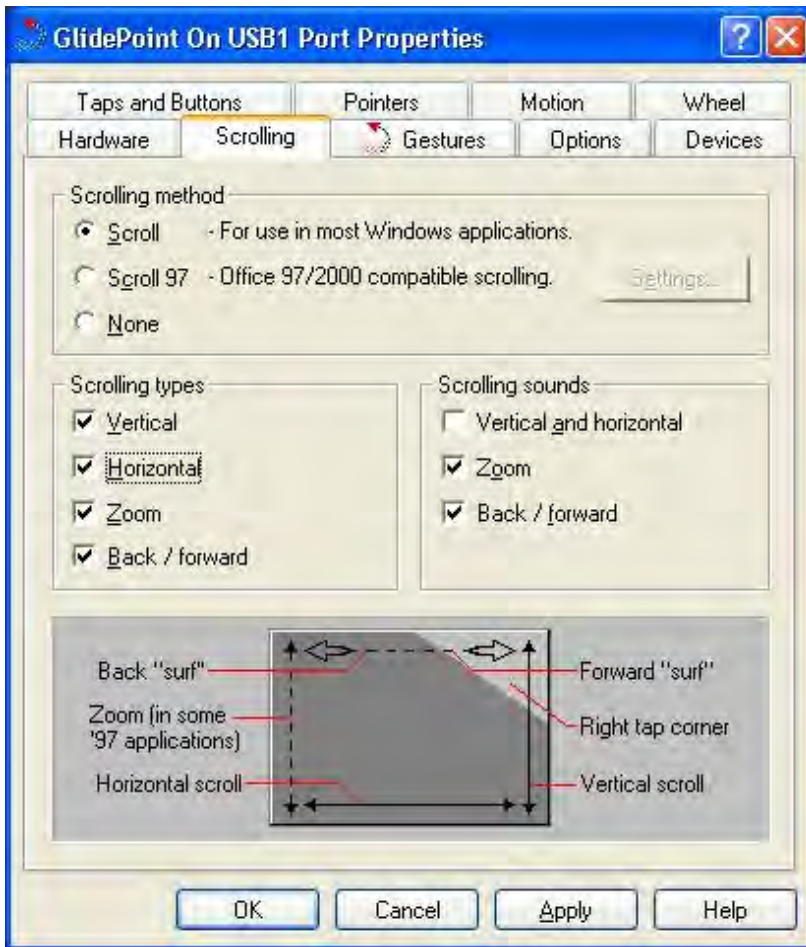 GlidePoint On USB1 Port Properties
Taps and Buttons Pointers Motion Wheel
Hardware Scrolling Gestures Options Devices
Scrolling method
Scroll - For use in most Windows applications.
Scroll 97 - Office 97/2000 compatible scrolling. Settings...
None
Scrolling types
Vertical
Horizontal
Zoom
Back / forward
Scrolling sounds
Vertical and horizontal
Zoom
Back / forward
Back "surf"
Zoom (in some
'97 applications)
Horizontal scroll
Forward "surf"
Right tap corner
Vertical scroll
OK Cancel Apply Help